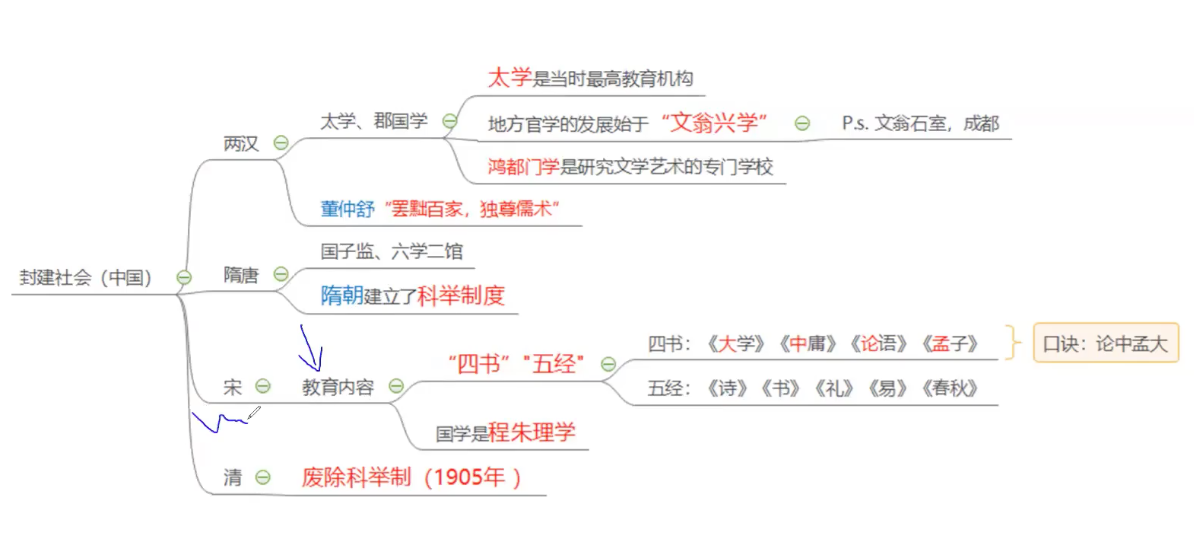 封建社会（中国）
两汉
太学、郡国学
太学是当时最高教育机构
地方官学的发展始于“文翁兴学”
P.s. 文翁石室，成都
鸿都门学是研究文学艺术的专门学校
董仲舒“罢黜百家，独尊儒术”
隋唐
国子监、六学二馆
隋朝建立了科举制度
宋
教育内容
“四书”"五经"
四书：《大学》《中庸》《论语》《孟子》
口诀：论中孟大
五经：《诗》《书》《礼》《易》《春秋》
国学是程朱理学
清
废除科举制（1905年 ）